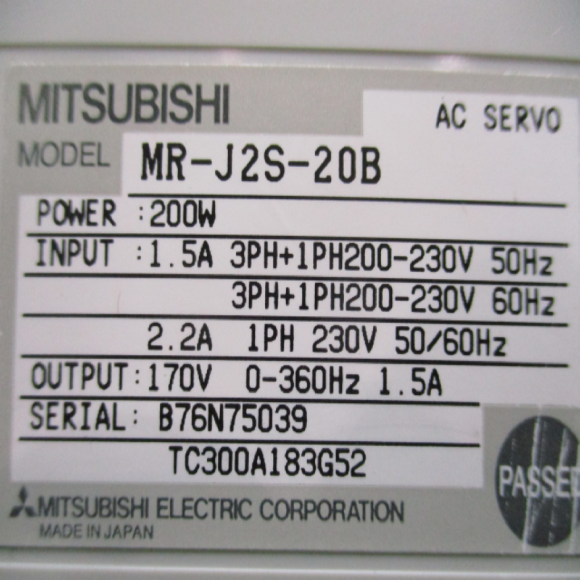 MITSUBISHI
AC SERVO
MODEL MR-J2S-20B
POWER :200W
INPUT :1.5A 3PH+1PH200-230V 50Hz
3PH+1PH200-230V 60Hz
2.2A 1PH 230V 50/60Hz
OUTPUT:170V 0-360Hz 1.5A
SERIAL: B76N75039
TC300A183G52
PASSED
MITSUBISHI ELECTRIC CORPORATION
MADE IN JAPAN